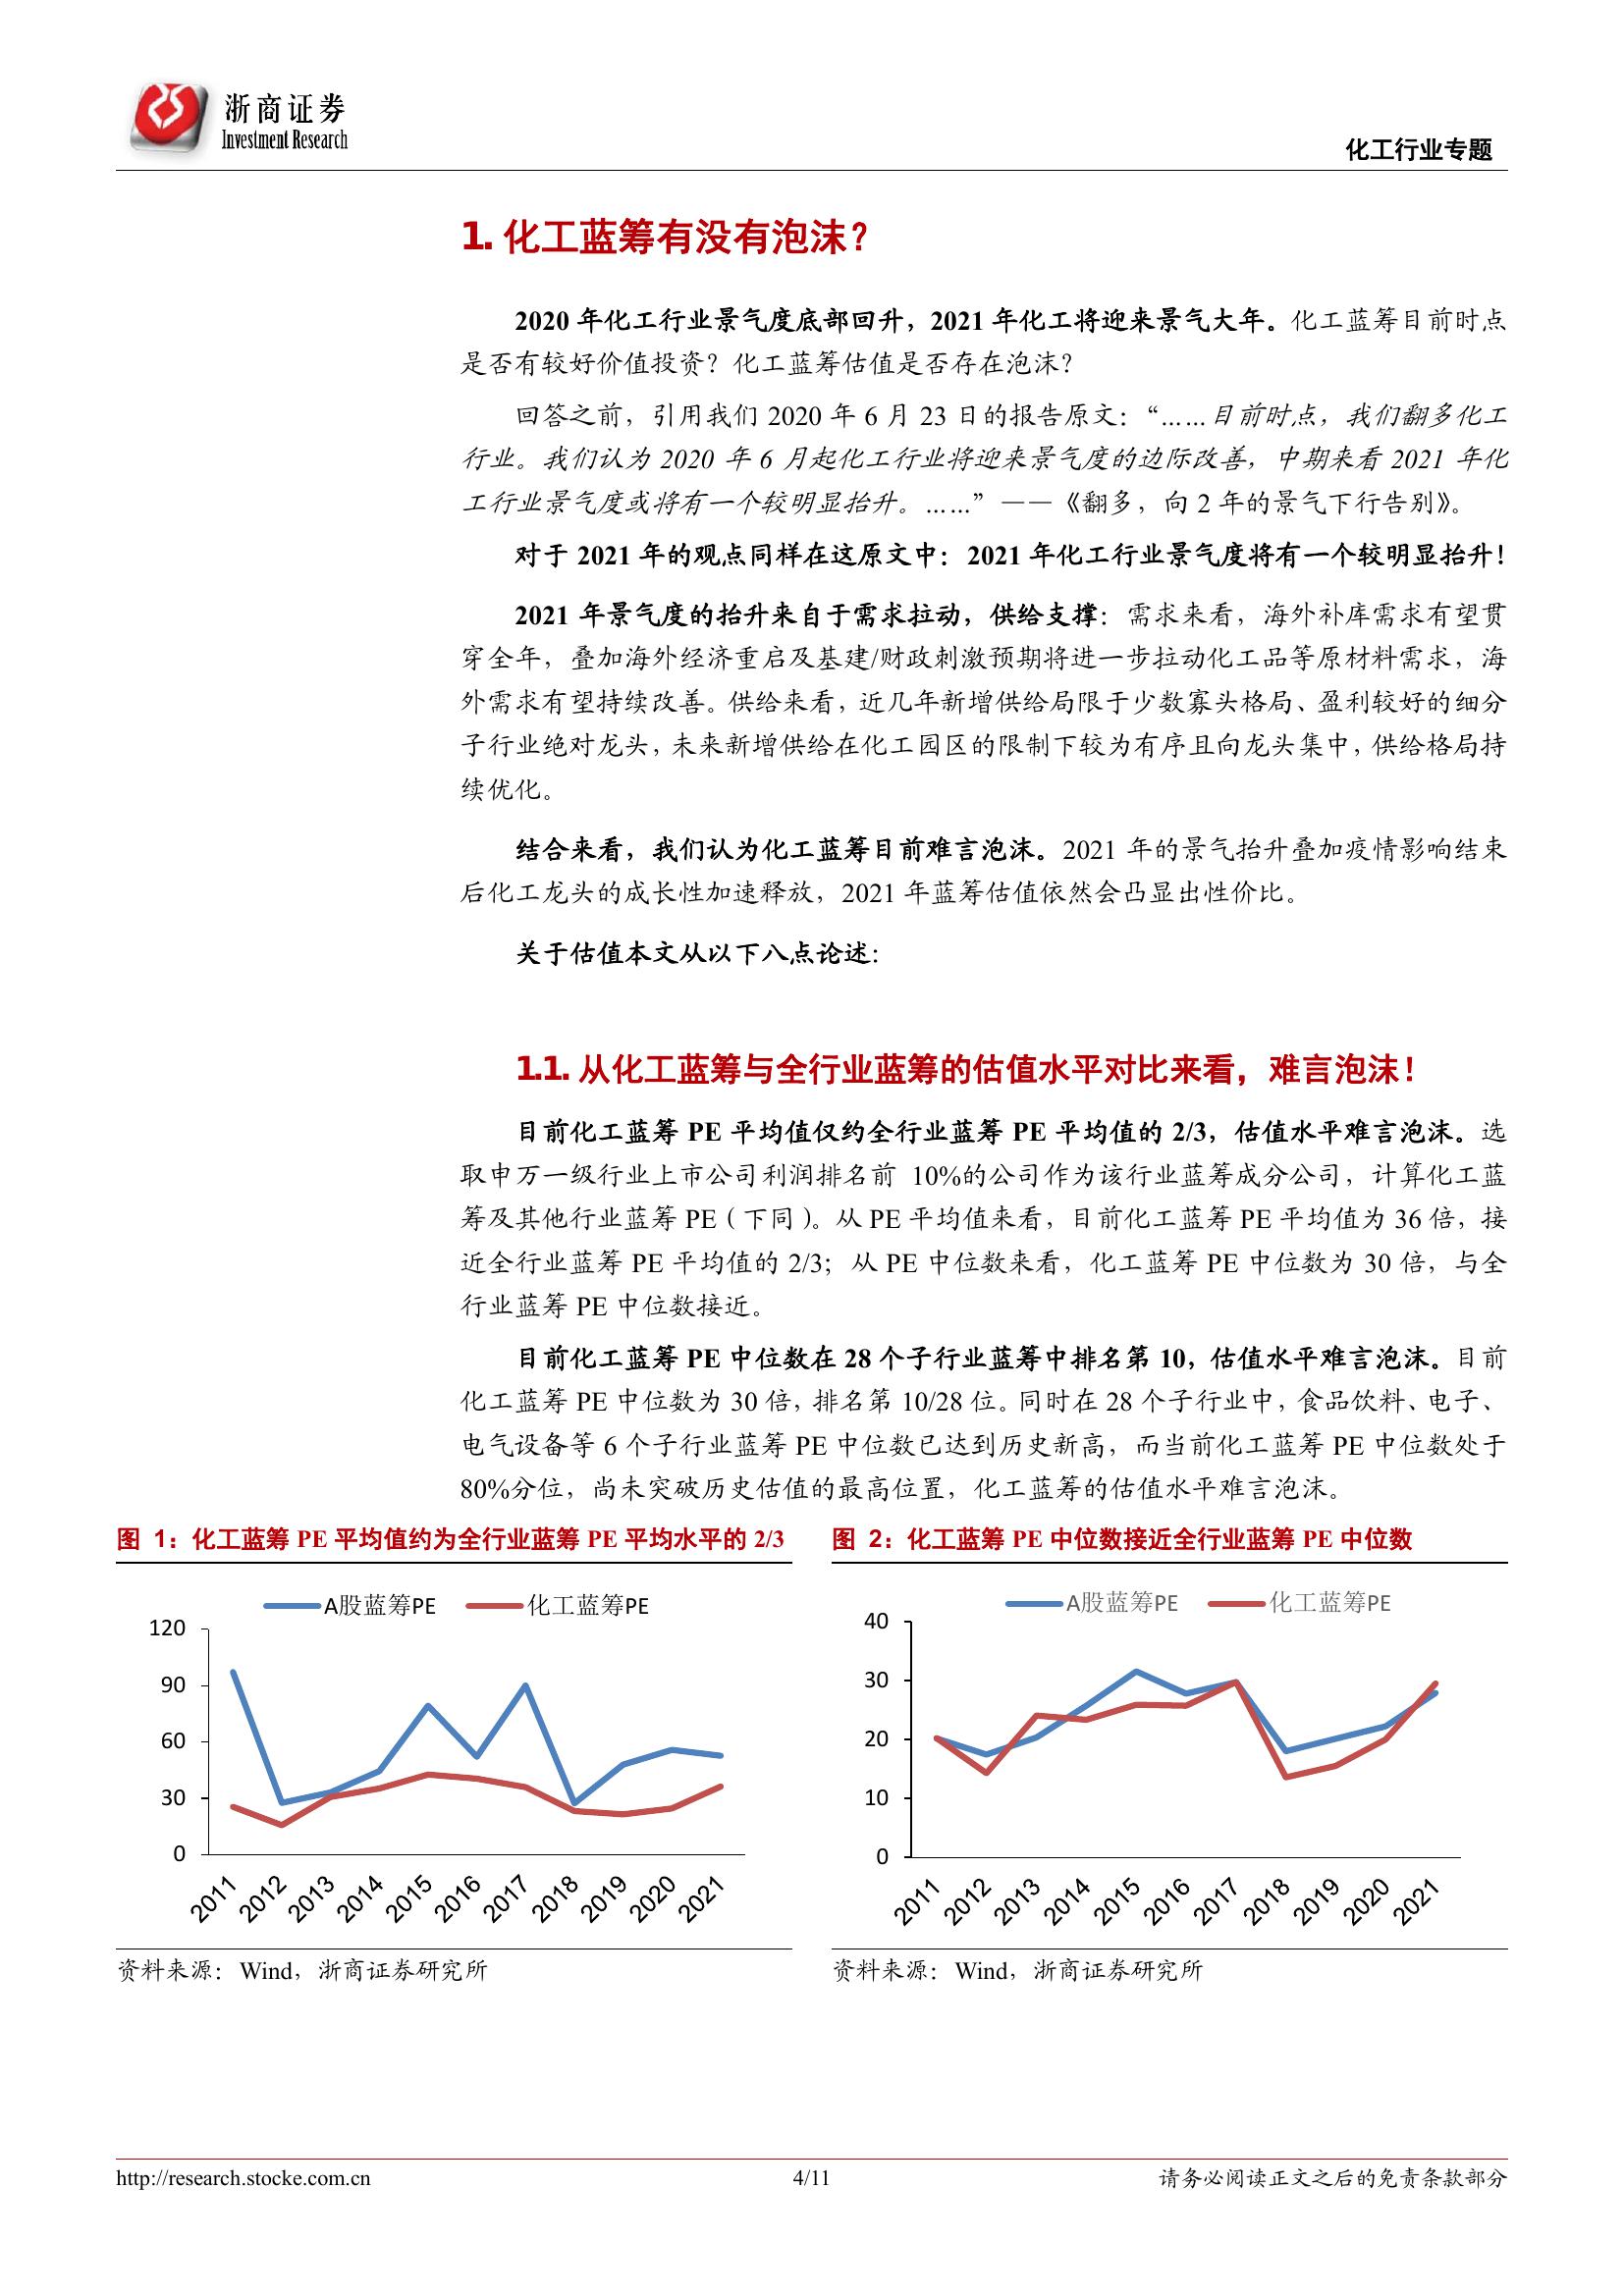 浙商证券
Investment Research
化工行业专题
1. 化工蓝筹有没有泡沫？
2020 年化工行业景气度底部回升，2021 年化工将迎来景气大年。化工蓝筹目前时点
是否有较好价值投资？化工蓝筹估值是否存在泡沫？
回答之前，引用我们 2020 年 6 月 23 日的报告原文：“……目前时点，我们翻多化工
行业。我们认为 2020 年 6 月起化工行业将迎来景气度的边际改善，中期来看 2021 年化
工行业景气度或将有一个较明显抬升。……”——《翻多，向 2 年的景气下行告别》。
对于 2021 年的观点同样在这原文中：2021 年化工行业景气度将有一个较明显抬升！
2021 年景气度的抬升来自于需求拉动，供给支撑：需求来看，海外补库需求有望贯
穿全年，叠加海外经济重启及基建/财政刺激预期将进一步拉动化工品等原材料需求，海
外需求有望持续改善。供给来看，近几年新增供给局限于少数寡头格局、盈利较好的细分
子行业绝对龙头，未来新增供给在化工园区的限制下较为有序且向龙头集中，供给格局持
续优化。
结合来看，我们认为化工蓝筹目前难言泡沫。2021 年的景气抬升叠加疫情影响结束
后化工龙头的成长性加速释放，2021 年蓝筹估值依然会凸显出性价比。
关于估值本文从以下八点论述：
1.1. 从化工蓝筹与全行业蓝筹的估值水平对比来看，难言泡沫！
目前化工蓝筹 PE 平均值仅约全行业蓝筹 PE 平均值的 2/3，估值水平难言泡沫。选
取申万一级行业上市公司利润排名前 10%的公司作为该行业蓝筹成分公司，计算化工蓝
筹及其他行业蓝筹 PE（下同）。从 PE 平均值来看，目前化工蓝筹 PE 平均值为 36 倍，接
近全行业蓝筹 PE 平均值的 2/3；从 PE 中位数来看，化工蓝筹 PE 中位数为 30 倍，与全
行业蓝筹 PE 中位数接近。
目前化工蓝筹 PE 中位数在 28 个子行业蓝筹中排名第 10，估值水平难言泡沫。目前
化工蓝筹 PE 中位数为 30 倍，排名第 10/28 位。同时在 28 个子行业中，食品饮料、电子、
电气设备等 6 个子行业蓝筹 PE 中位数已达到历史新高，而当前化工蓝筹 PE 中位数处于
80%分位，尚未突破历史估值的最高位置，化工蓝筹的估值水平难言泡沫。
图 1：化工蓝筹 PE 平均值约为全行业蓝筹 PE 平均水平的 2/3
A股蓝筹PE 化工蓝筹PE
120
90
60
30
0
2011 2012 2013 2014 2015 2016 2017 2018 2019 2020 2021
资料来源：Wind，浙商证券研究所
图 2：化工蓝筹 PE 中位数接近全行业蓝筹 PE 中位数
A股蓝筹PE 化工蓝筹PE
40
30
20
10
0
2011 2012 2013 2014 2015 2016 2017 2018 2019 2020 2021
资料来源：Wind，浙商证券研究所
http://research.stocke.com.cn 4/11 请务必阅读正文之后的免责条款部分